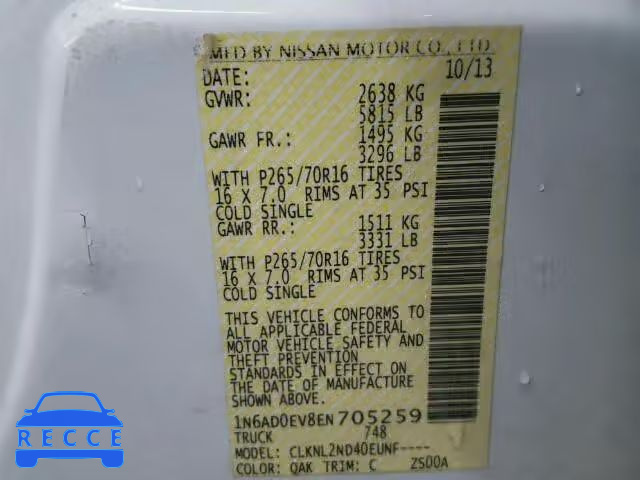 MFD BY NISSAN MOTOR CO., LTD.
DATE: 10/13
GVWR: 2638 KG
5815 LB
GAWR FR.: 1495 KG
3296 LB
WITH P265/70R16 TIRES
16 X 7.0 RIMS AT 35 PSI
COLD SINGLE
GAWR RR.: 1511 KG
3331 LB
WITH P265/70R16 TIRES
16 X 7.0 RIMS AT 35 PSI
COLD SINGLE
THIS VEHICLE CONFORMS TO
ALL APPLICABLE FEDERAL
MOTOR VEHICLE SAFETY AND
THEFT PREVENTION
STANDARDS IN EFFECT ON
THE DATE OF MANUFACTURE
SHOWN ABOVE.
1N6AD0EV8EN705259
TRUCK 748
MODEL: CLKNL2ND40EUNF----
COLOR: QAK TRIM: C ZS00A
RECCE